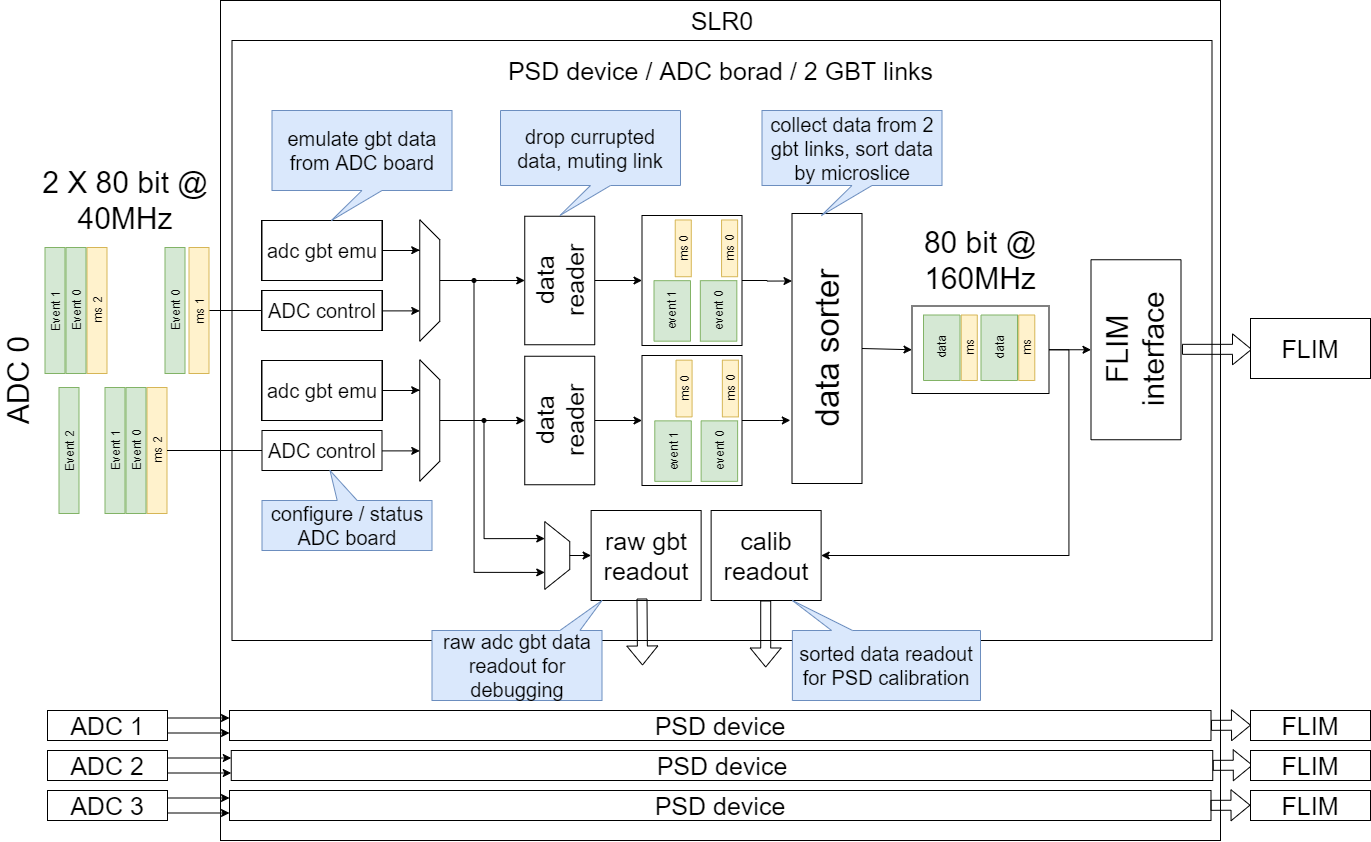 SLR0
PSD device / ADC borad / 2 GBT links
emulate gbt data
from ADC board
drop currupted
data, muting link
collect data from 2
gbt links, sort data
by microslice
2 X 80 bit @
40MHz
ADC 0
Event 1
Event 0
ms 2
Event 0
ms 1
Event 2
Event 1
Event 0
ms 2
adc gbt emu
ADC control
adc gbt emu
ADC control
configure / status
ADC board
data
reader
data
reader
ms 0
ms 0
event 1
event 0
ms 0
ms 0
event 1
event 0
data sorter
80 bit @
160MHz
data
ms
data
ms
FLIM
interface
FLIM
raw gbt
readout
calib
readout
raw adc gbt data
readout for
debugging
sorted data readout
for PSD calibration
ADC 1
PSD device
FLIM
ADC 2
PSD device
FLIM
ADC 3
PSD device
FLIM